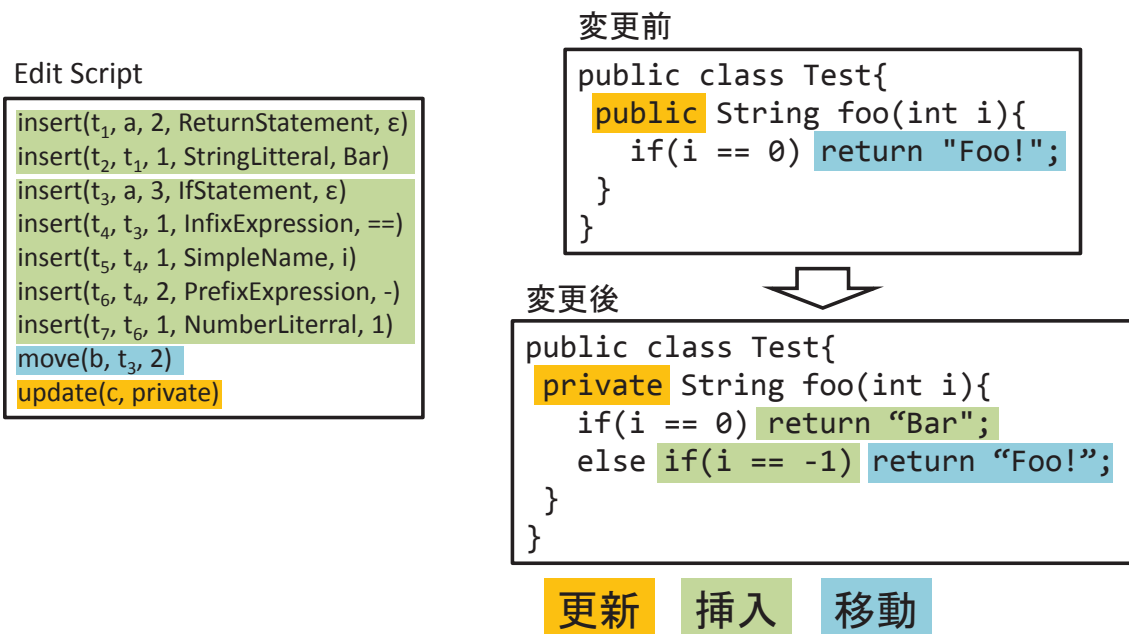 Edit Script
insert(t1, a, 2, ReturnStatement, ε)
insert(t2, t1, 1, StringLitteral, Bar)
insert(t3, a, 3, IfStatement, ε)
insert(t4, t3, 1, InfixExpression, ==)
insert(t5, t4, 1, SimpleName, i)
insert(t6, t4, 2, PrefixExpression, -)
insert(t7, t6, 1, NumberLiterral, 1)
move(b, t3, 2)
update(c, private)
変更前
public class Test{
public String foo(int i){
if(i == 0) return "Foo!";
}
}
変更後
public class Test{
private String foo(int i){
if(i == 0) return “Bar";
else if(i == -1) return “Foo!”;
}
}
更新 挿入 移動